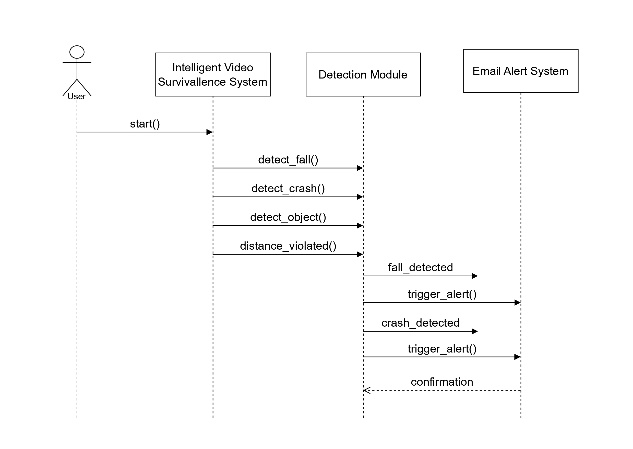 Intelligent Video
Survivallence System
Detection Module
Email Alert System
User
start()
detect_fall()
detect_crash()
detect_object()
distance_violated()
fall_detected
trigger_alert()
crash_detected
trigger_alert()
confirmation